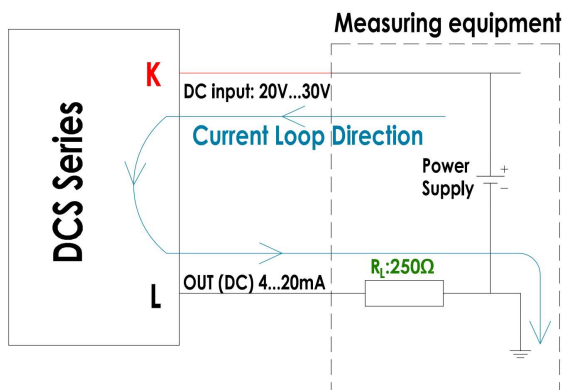 Measuring equipment
K
DC input: 20V...30V
Current Loop Direction
DCS Series
Power
Supply
+
−
RL:250Ω
L
OUT (DC) 4...20mA